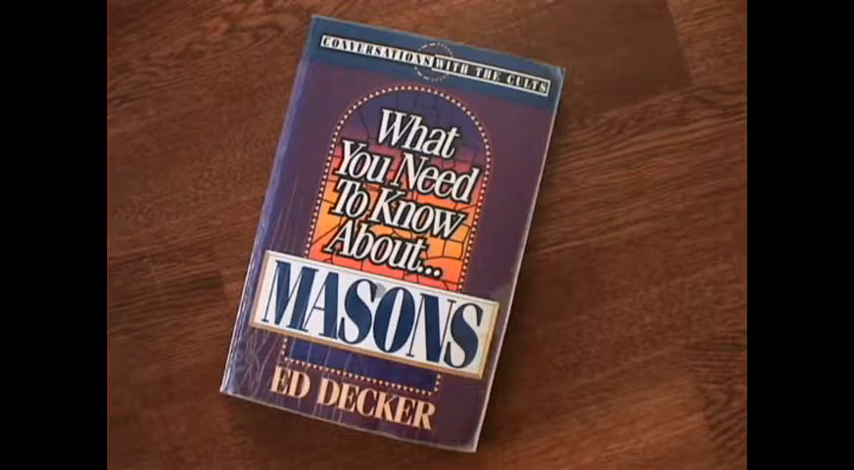 CONVERSATIONS WITH THE CULTS
What
You Need
To Know
About...
MASONS
ED DECKER